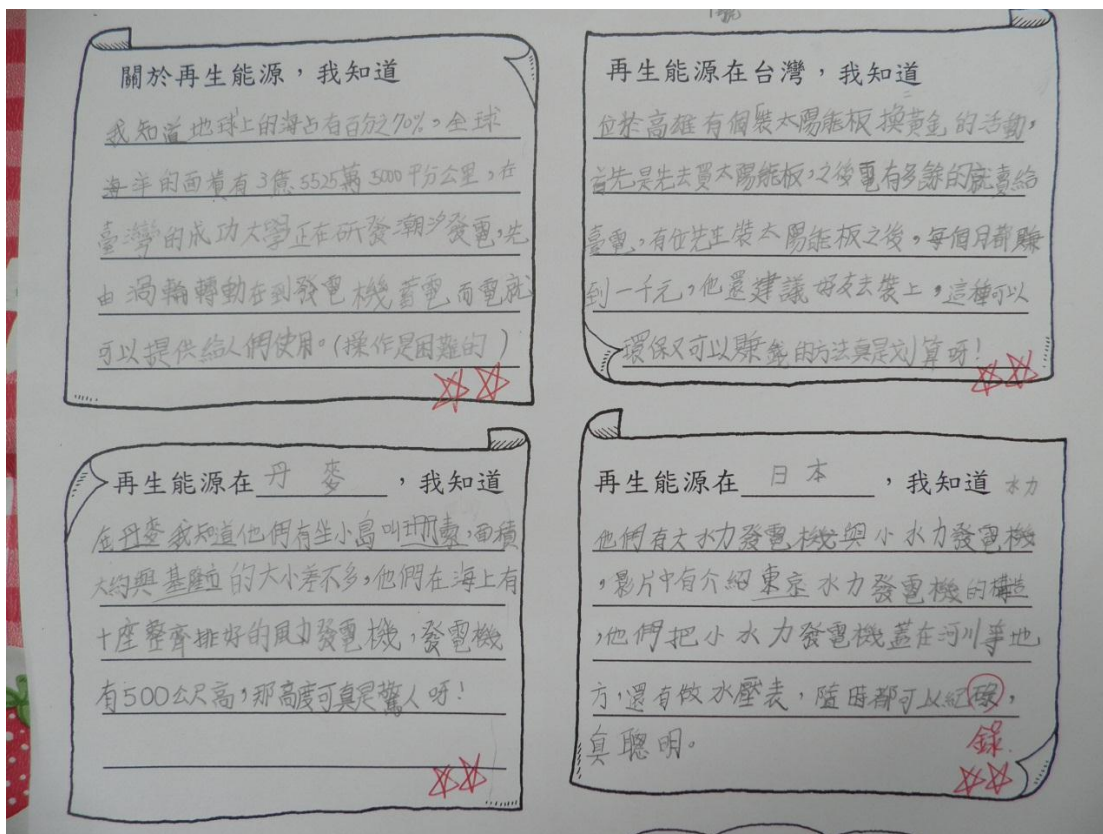 1號
關於再生能源，我知道
我知道地球上的海占有百分之70%，全球
海洋的面積有3億5525萬5000平分公里，在
臺灣的成功大學正在研發潮汐發電，先
由渦輪轉動在到發電機蓄電而電就
可以提供給人們使用。(操作是困難的)
再生能源在台灣，我知道
位於高雄有個「裝太陽能板換黃金的活動，
首先是先去買太陽能板，之後電有多餘的就賣給
臺電，有位先生裝太陽能板之後，每個月都賺
到一千元，他還建議好友去裝上，這種可以
環保又可以賺錢的方法真是划算呀！
再生能源在丹麥，我知道
在丹麥我知道他們有坐小島叫，面積
大約與基隆的大小差不多，他們在海上有
十座整齊排好的風力發電機，發電機
有500公尺高，那高度可真是驚人呀！
再生能源在日本，我知道 水力
他們有大水力發電機與小水力發電機
，影片中有介紹東京水力發電機的構造
，他們把小水力發電機蓋在河川等地
方，還有做水壓表，隨時都可以紀碌，
錄
真聰明。